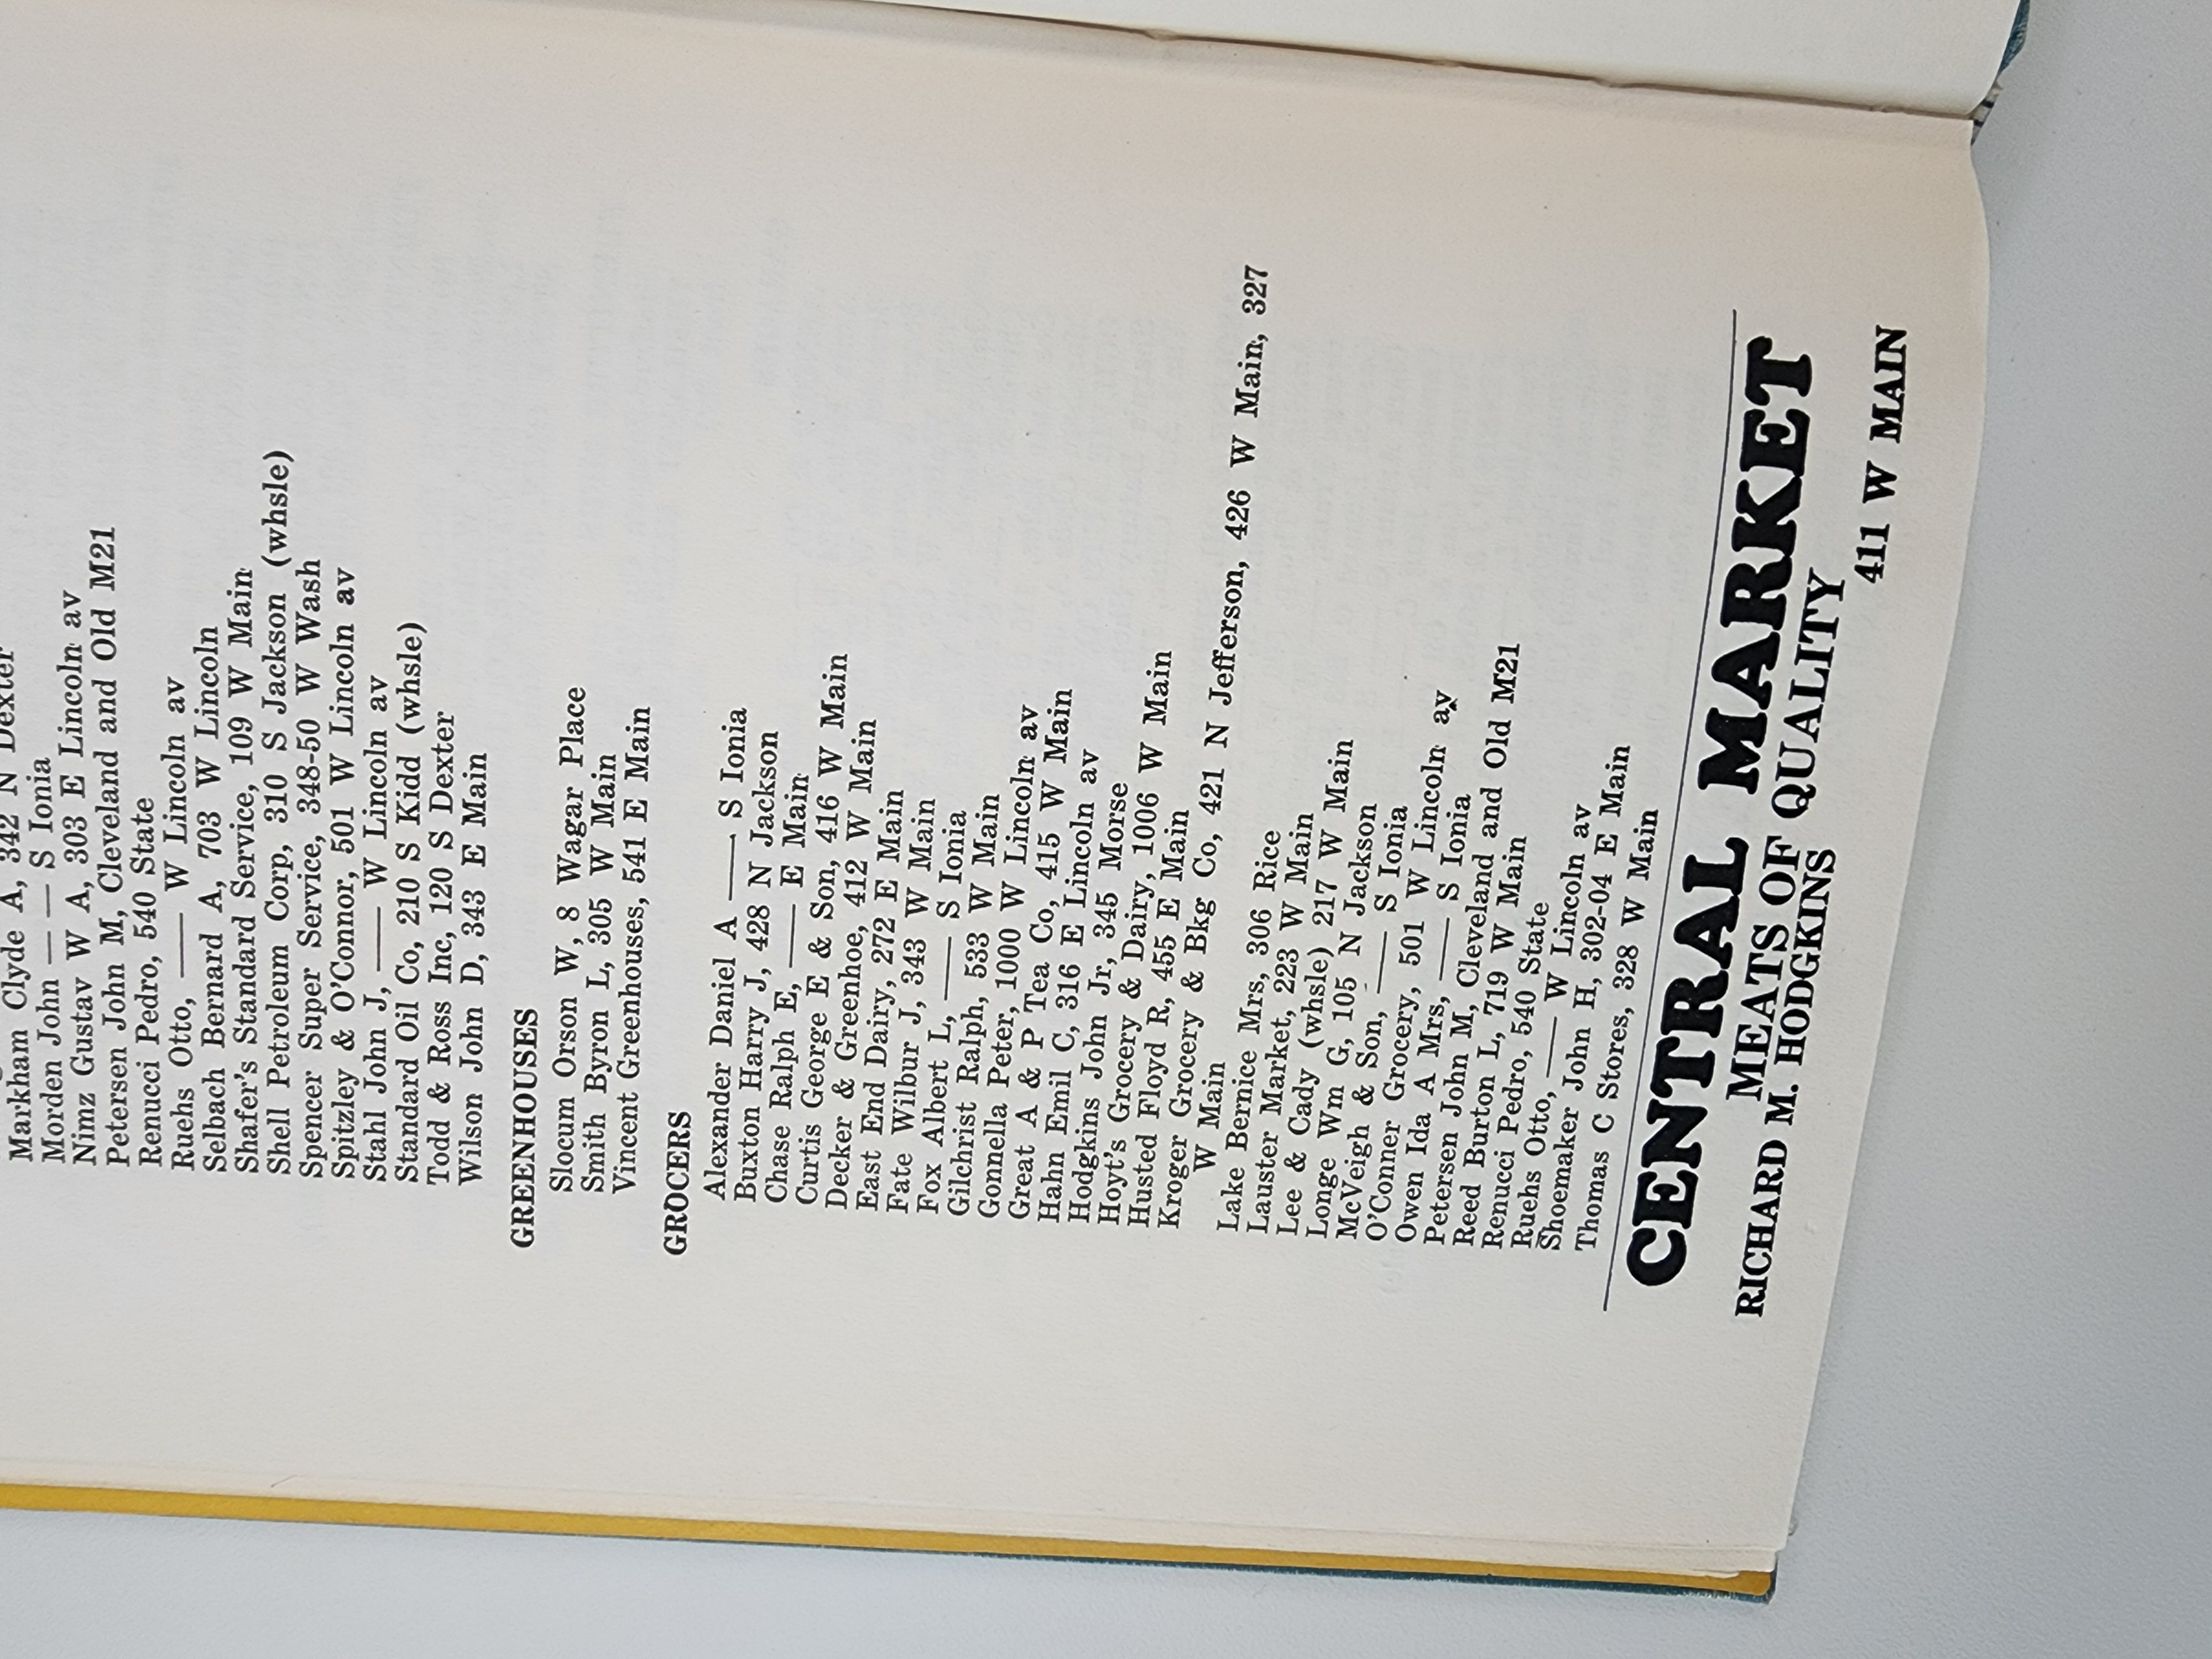 Markham Clyde A, 342 N Dexter
Morden John — — S Ionia
Nimz Gustav W A, 303 E Lincoln av
Petersen John M, Cleveland and Old M21
Renucci Pedro, 540 State
Ruehs Otto, —— W Lincoln av
Selbach Bernard A, 703 W Lincoln
Shafer's Standard Service, 109 W Main
Shell Petroleum Corp, 310 S Jackson (whsle)
Spencer Super Service, 348-50 W Wash
Spitzley & O'Connor, 501 W Lincoln av
Stahl John J, —— W Lincoln av
Standard Oil Co, 210 S Kidd (whsle)
Todd & Ross Inc, 120 S Dexter
Wilson John D, 343 E Main
GREENHOUSES
Slocum Orson W, 8 Wagar Place
Smith Byron L, 305 W Main
Vincent Greenhouses, 541 E Main
GROCERS
Alexander Daniel A —— S Ionia
Buxton Harry J, 428 N Jackson
Chase Ralph E, —— E Main
Curtis George E & Son, 416 W Main
Decker & Greenhoe, 412 W Main
East End Dairy, 272 E Main
Fate Wilbur J, 343 W Main
Fox Albert L, —— S Ionia
Gilchrist Ralph, 533 W Main
Gonnella Peter, 1000 W Lincoln av
Great A & P Tea Co, 415 W Main
Hahn Emil C, 316 E Lincoln av
Hodgkins John Jr, 345 Morse
Hoyt's Grocery & Dairy, 1006 W Main
Husted Floyd R, 455 E Main
Kroger Grocery & Bkg Co, 421 N Jefferson, 426 W Main, 327
W Main
Lake Bernice Mrs, 306 Rice
Lauster Market, 223 W Main
Lee & Cady (whsle) 217 W Main
Longe Wm G, 105 N Jackson
McVeigh & Son, —— S Ionia
O'Conner Grocery, 501 W Lincoln av
Owen Ida A Mrs, —— S Ionia
Petersen John M, Cleveland and Old M21
Reed Burton L, 719 W Main
Renucci Pedro, 540 State
Ruehs Otto, —— W Lincoln av
Shoemaker John H, 302-04 E Main
Thomas C Stores, 328 W Main
CENTRAL MARKET
MEATS OF QUALITY
RICHARD M. HODGKINS 411 W MAIN